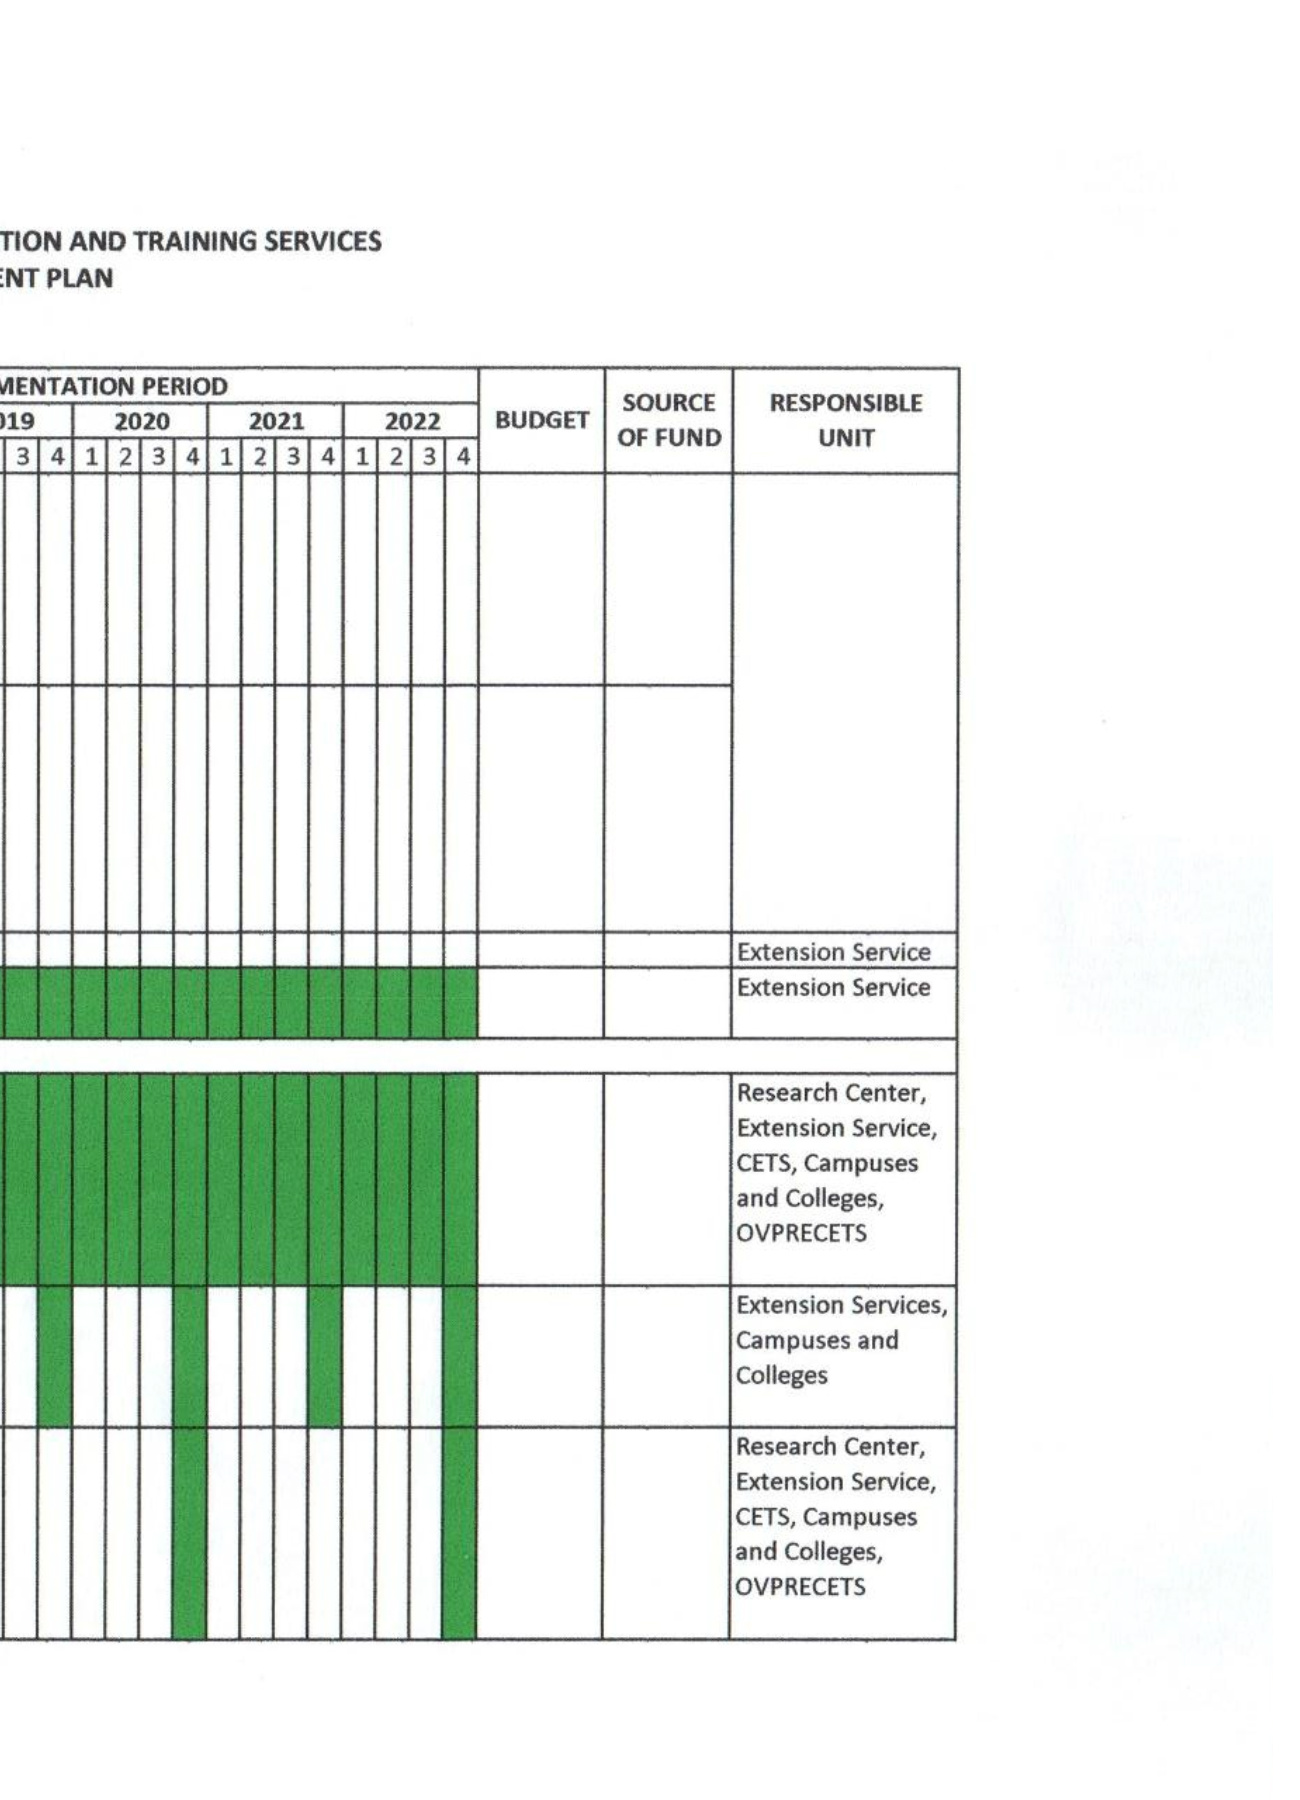 TION AND TRAINING SERVICES
ENT PLAN
MENTATION PERIOD
BUDGET
SOURCE
OF FUND
RESPONSIBLE
UNIT
019 2020 2021 2022
3 4 1 2 3 4 1 2 3 4 1 2 3 4
Extension Service
Extension Service
Research Center,
Extension Service,
CETS, Campuses
and Colleges,
OVPRECETS
Extension Services,
Campuses and
Colleges
Research Center,
Extension Service,
CETS, Campuses
and Colleges,
OVPRECETS